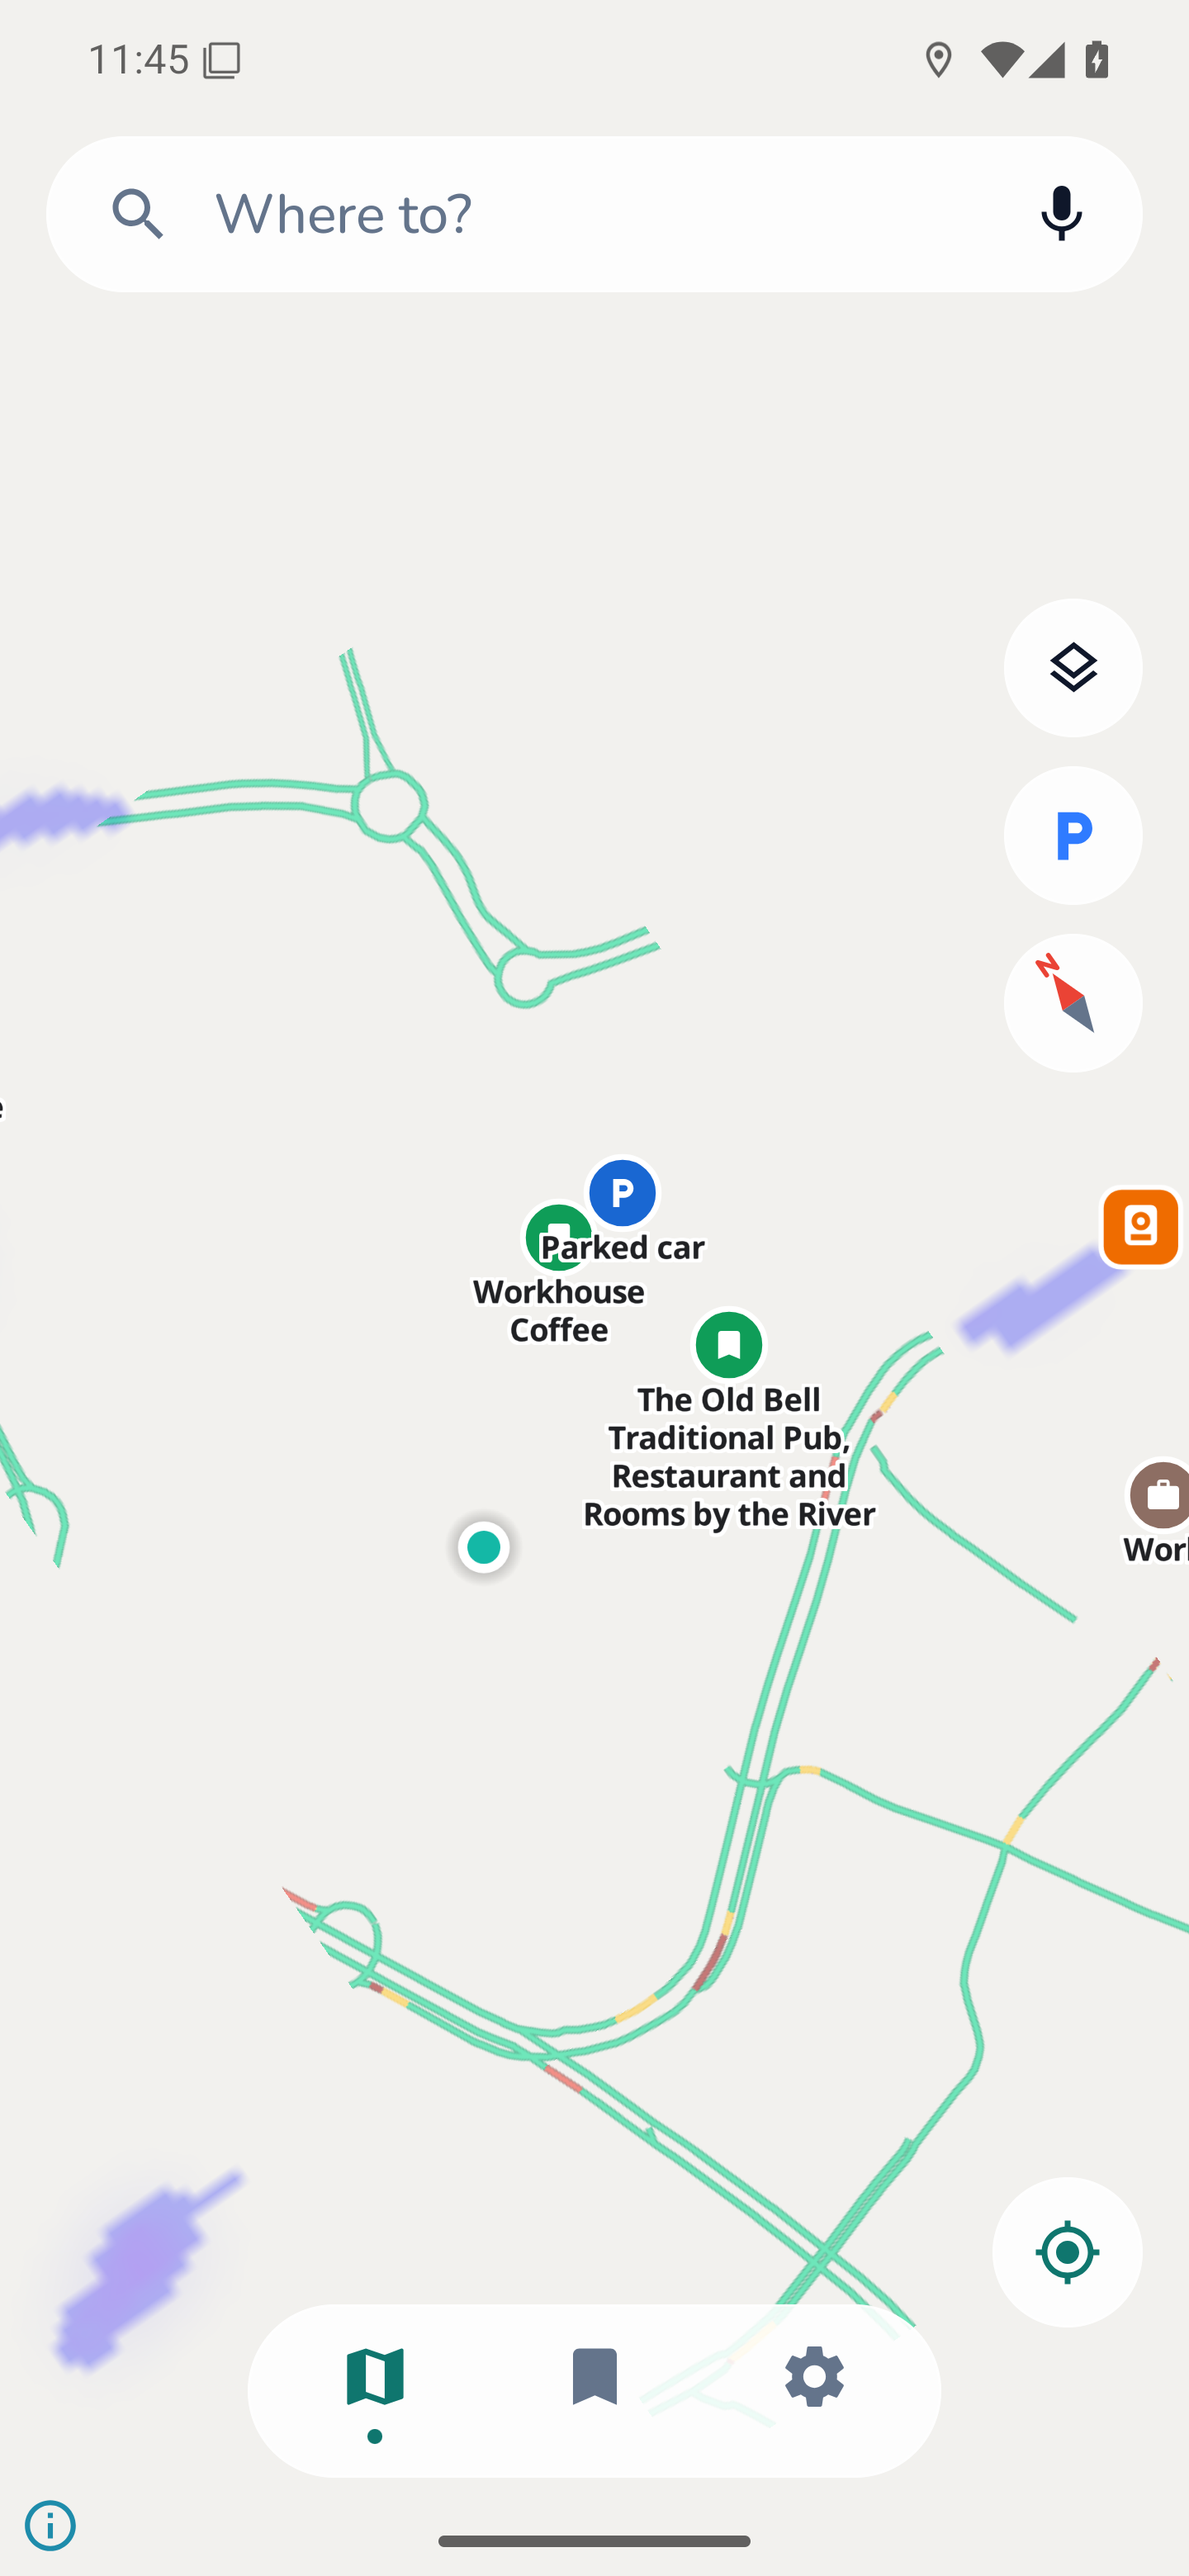 11:45
Where to?
P
N
e
P
Parked car
Workhouse
Coffee
The Old Bell
Traditional Pub,
Restaurant and
Rooms by the River
Work